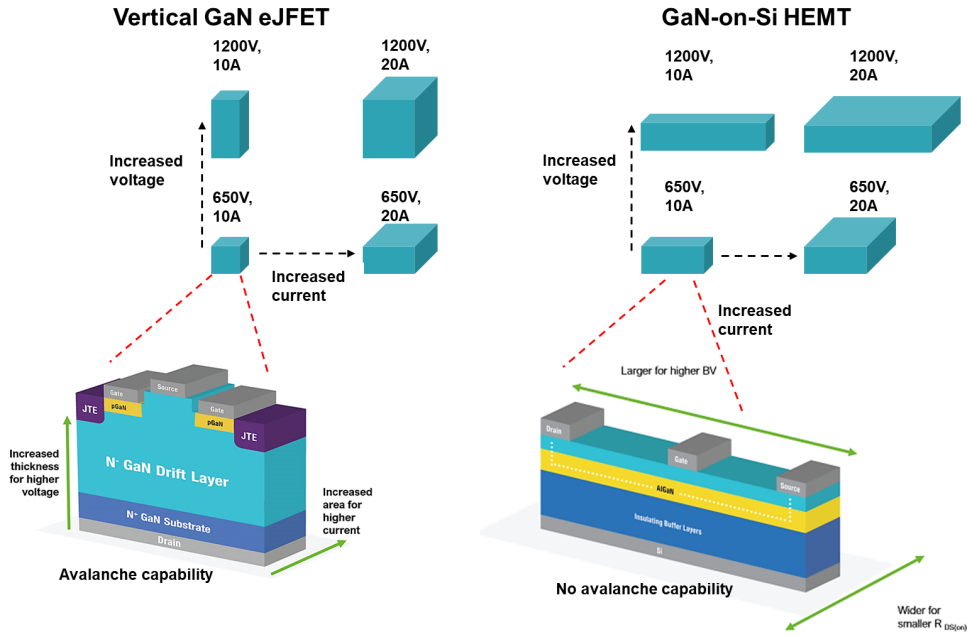 Vertical GaN eJFET
1200V,
10A
1200V,
20A
Increased
voltage
650V,
10A
650V,
20A
Increased
current
Gate
Source
Gate
JTE
pGaN
pGaN
JTE
N⁻ GaN Drift Layer
N⁺ GaN Substrate
Drain
Increased
thickness
for higher
voltage
Increased
area for
higher
current
Avalanche capability
GaN-on-Si HEMT
1200V,
10A
1200V,
20A
Increased
voltage
650V,
10A
650V,
20A
Increased
current
Larger for higher BV
Drain
Gate
Source
AlGaN
Insulating Buffer Layers
Si
No avalanche capability
Wider for
smaller R DS(on)